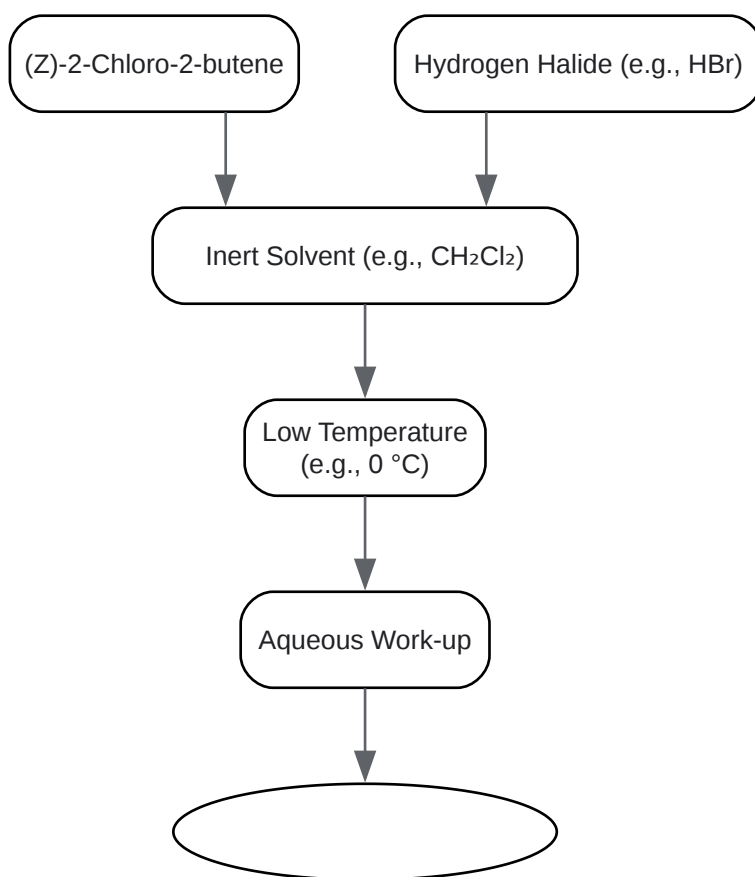 (Z)-2-Chloro-2-butene
Hydrogen Halide (e.g., HBr)
Inert Solvent (e.g., CH₂Cl₂)
Low Temperature
(e.g., 0 °C)
Aqueous Work-up